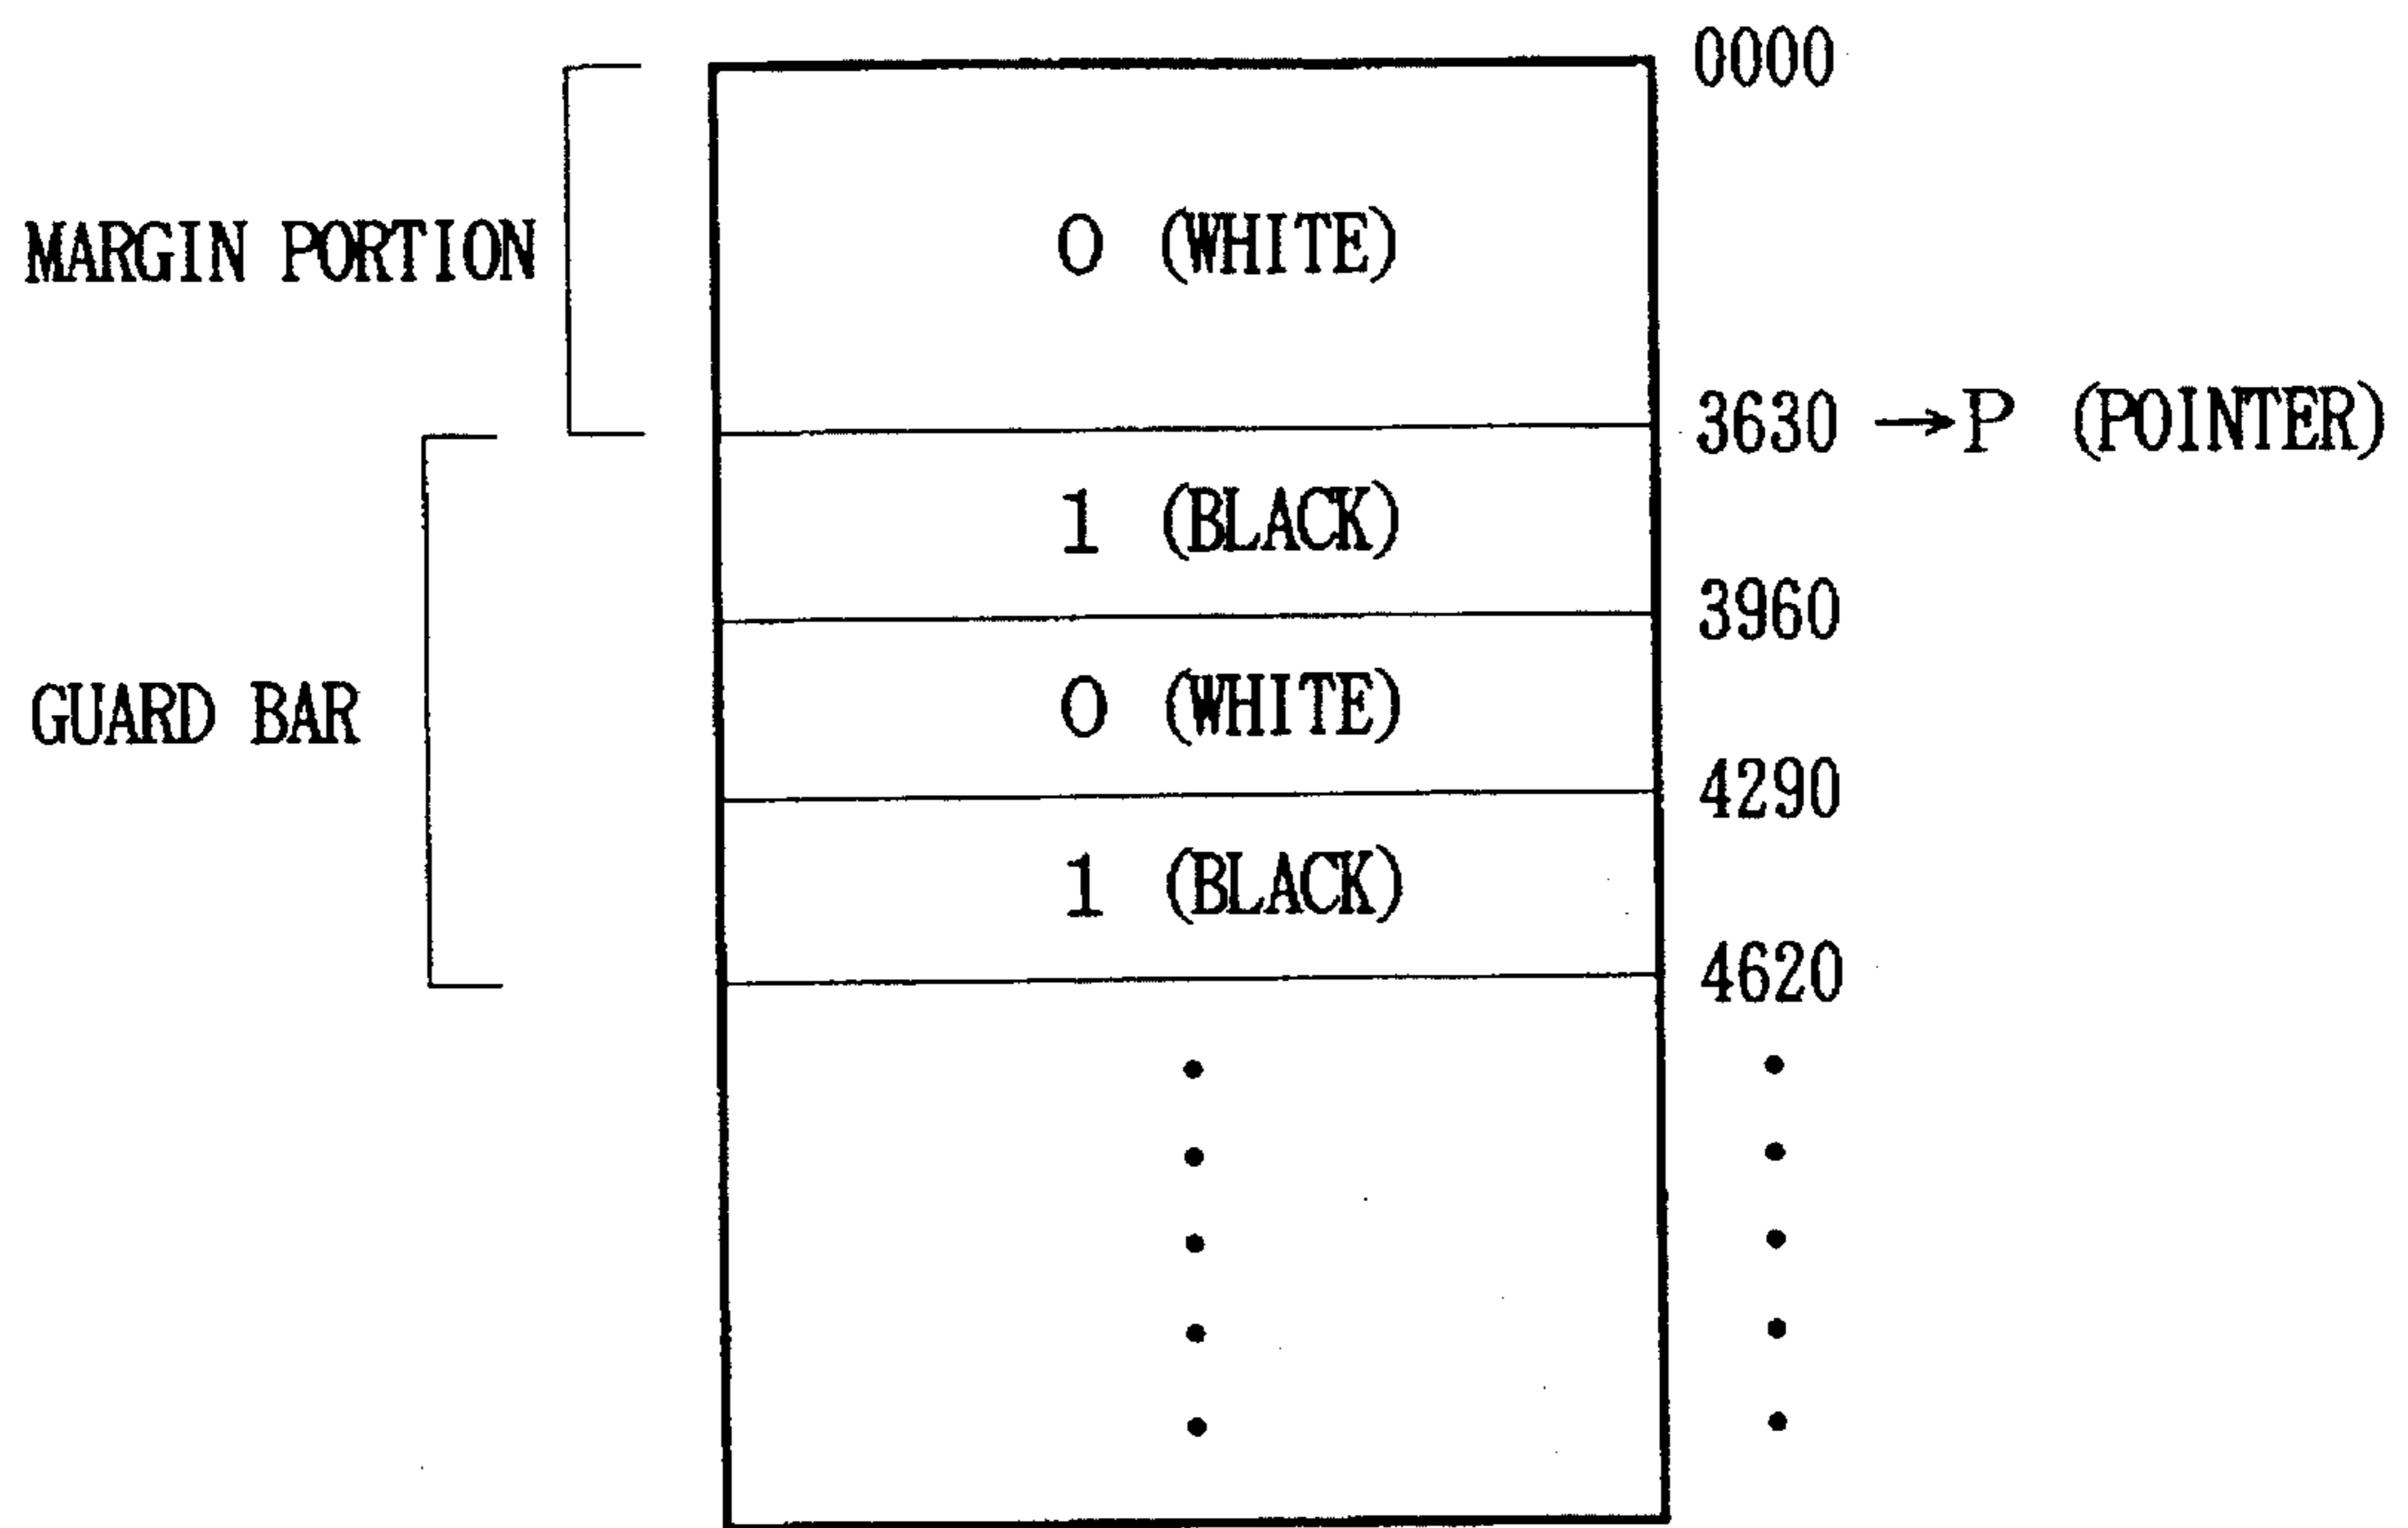 0000
MARGIN PORTION 0 (WHITE)
3630 → P (POINTER)
1 (BLACK)
3960
GUARD BAR 0 (WHITE)
4290
1 (BLACK)
4620